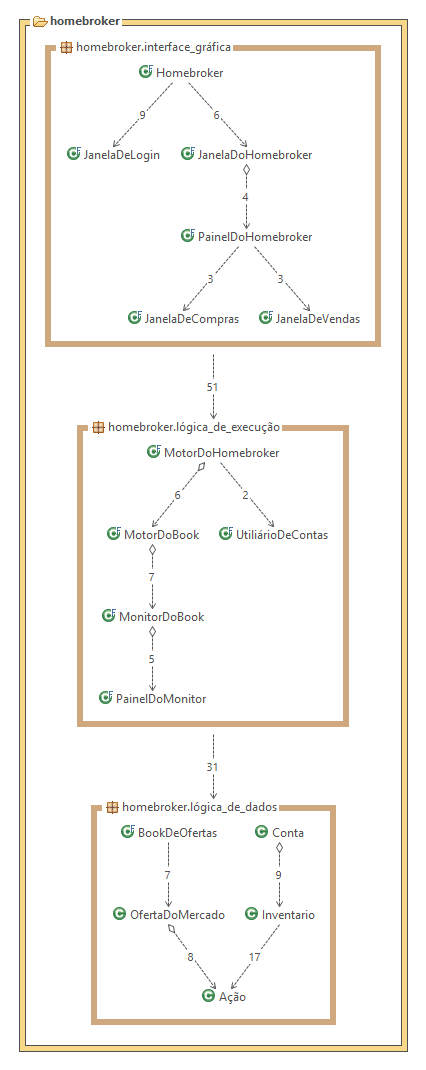 homebroker
homebroker.interface_gráfica
Homebroker
9 6
JanelaDeLogin JanelaDoHomebroker
4
PainelDoHomebroker
3 3
JanelaDeCompras JanelaDeVendas
51
homebroker.lógica_de_execução
MotorDoHomebroker
6 2
MotorDoBook UtiliárioDeContas
7
MonitorDoBook
5
PainelDoMonitor
31
homebroker.lógica_de_dados
BookDeOfertas Conta
7 9
OfertaDoMercado Inventario
8 17
Ação